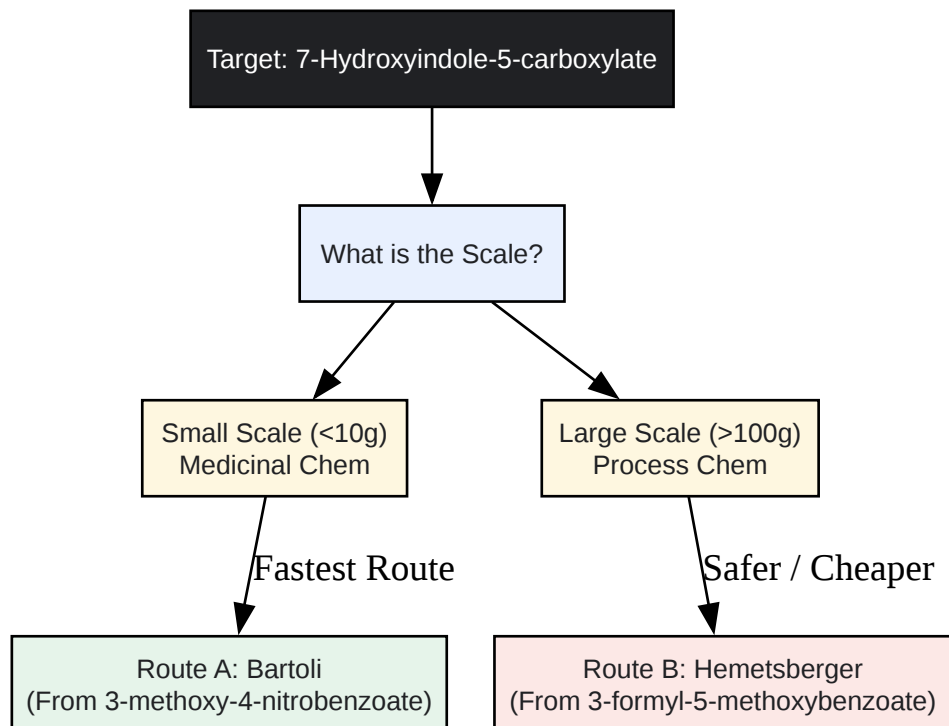 Target: 7-Hydroxyindole-5-carboxylate
What is the Scale?
Small Scale (<10g)
Medicinal Chem
Large Scale (>100g)
Process Chem
Fastest Route
Safer / Cheaper
Route A: Bartoli
(From 3-methoxy-4-nitrobenzoate)
Route B: Hemetsberger
(From 3-formyl-5-methoxybenzoate)